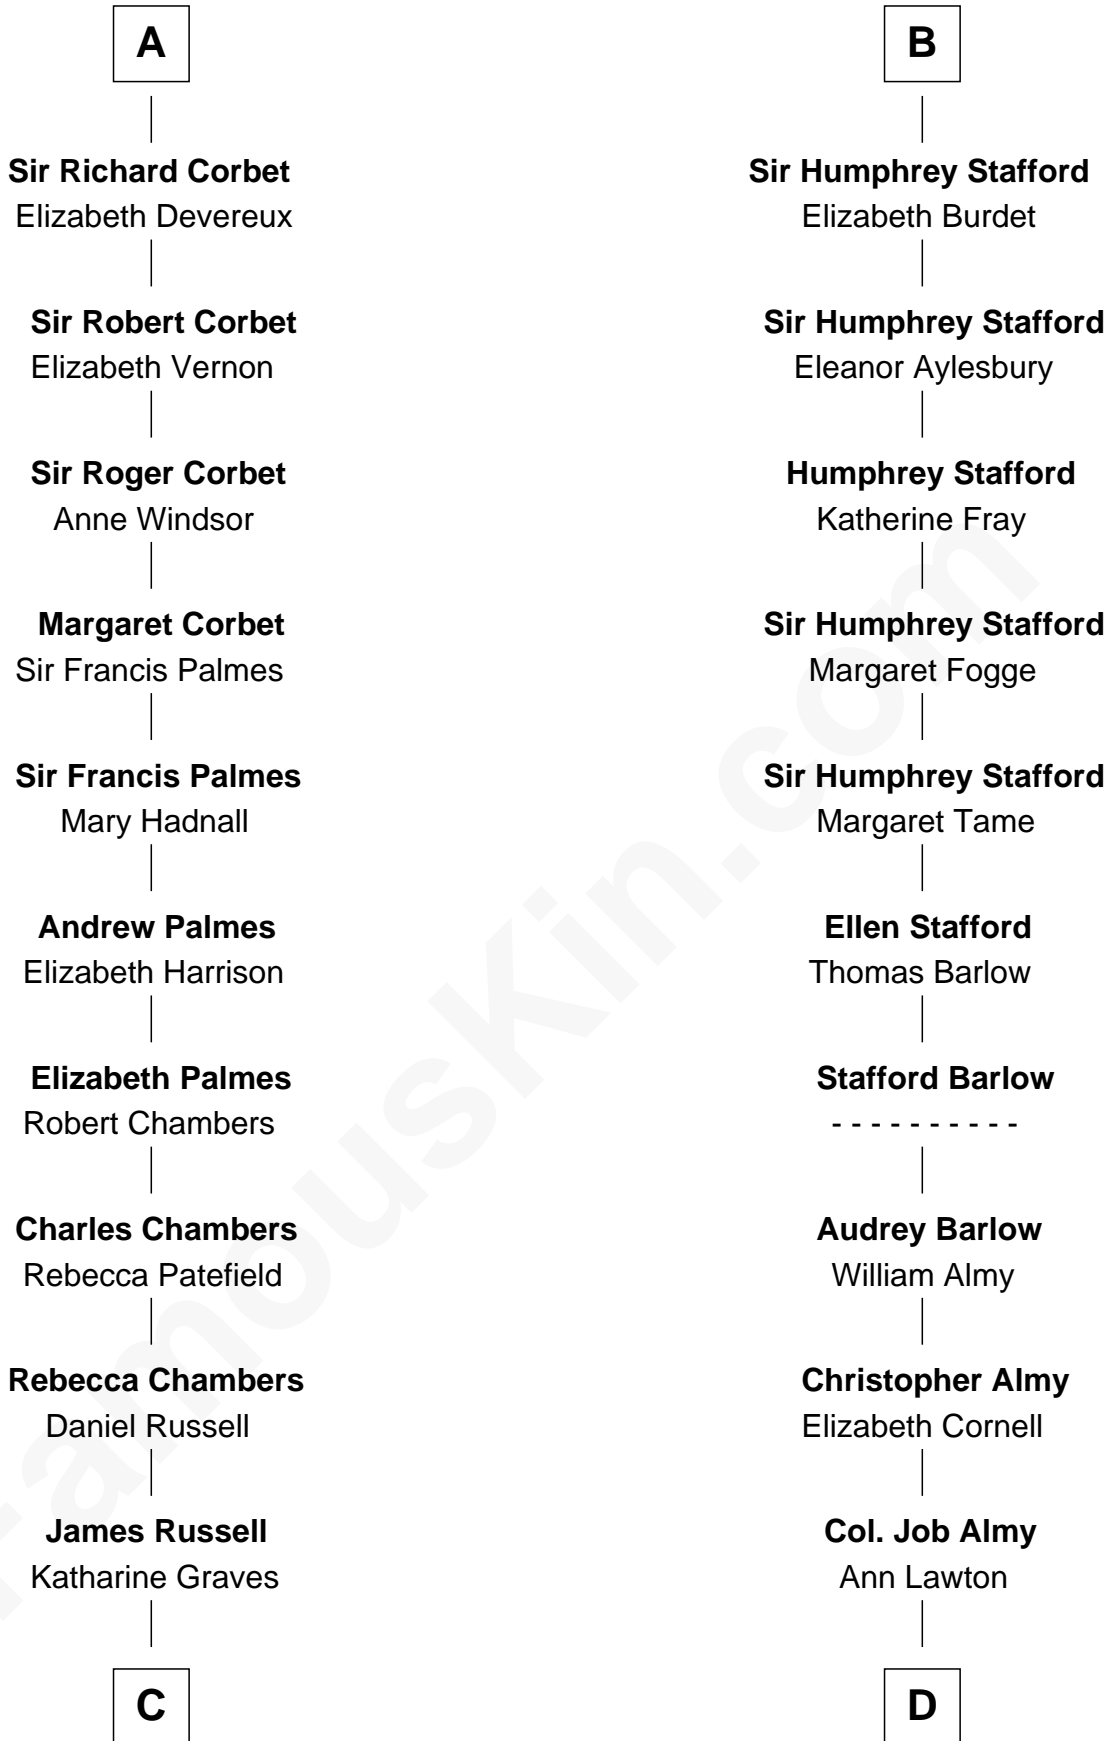 A
Sir Richard Corbet
Elizabeth Devereux
Sir Robert Corbet
Elizabeth Vernon
Sir Roger Corbet
Anne Windsor
Margaret Corbet
Sir Francis Palmes
Sir Francis Palmes
Mary Hadnall
Andrew Palmes
Elizabeth Harrison
Elizabeth Palmes
Robert Chambers
Charles Chambers
Rebecca Patefield
Rebecca Chambers
Daniel Russell
James Russell
Katharine Graves
C
B
Sir Humphrey Stafford
Elizabeth Burdet
Sir Humphrey Stafford
Eleanor Aylesbury
Humphrey Stafford
Katherine Fray
Sir Humphrey Stafford
Margaret Fogge
Sir Humphrey Stafford
Margaret Tame
Ellen Stafford
Thomas Barlow
Stafford Barlow
- - - - - - - - - -
Audrey Barlow
William Almy
Christopher Almy
Elizabeth Cornell
Col. Job Almy
Ann Lawton
D
FamousKin.com